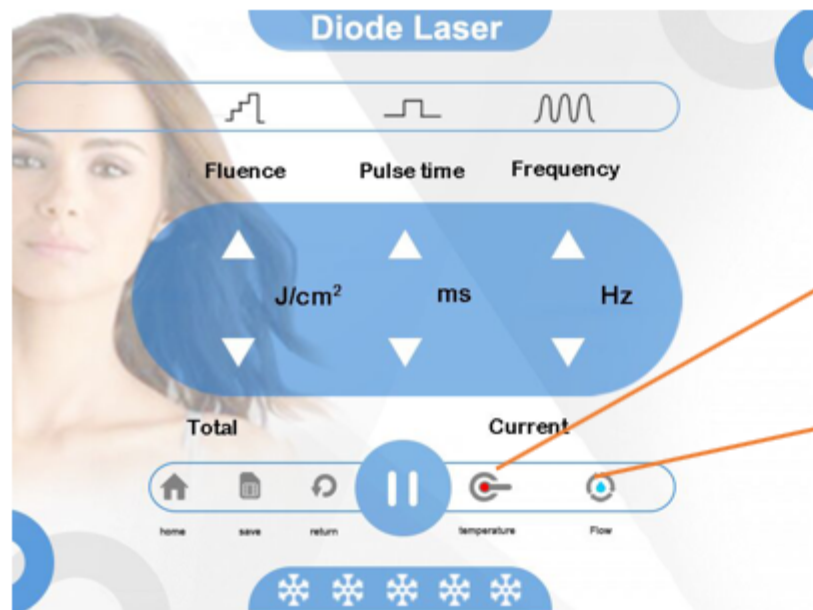 Diode Laser
Fluence Pulse time Frequency
J/cm² ms Hz
Total Current
home save return temperature Flow